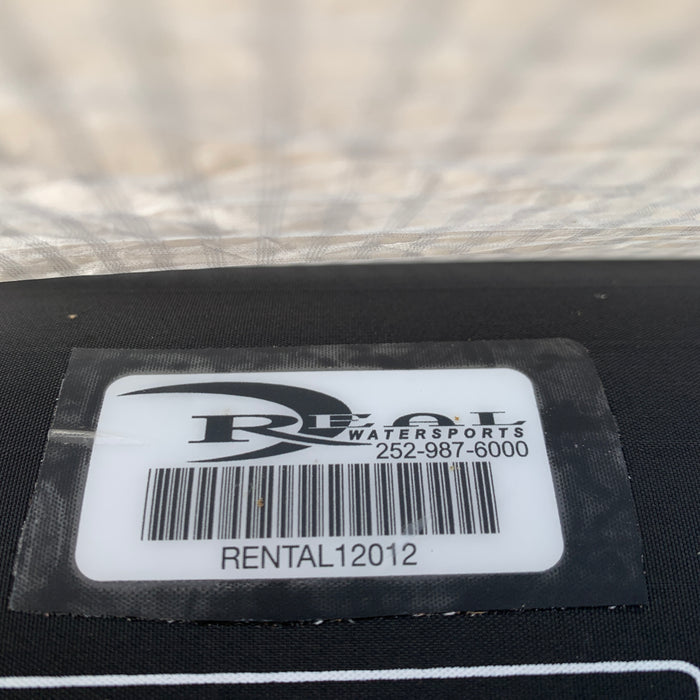 REAL
WATERSPORTS
252-987-6000
RENTAL12012